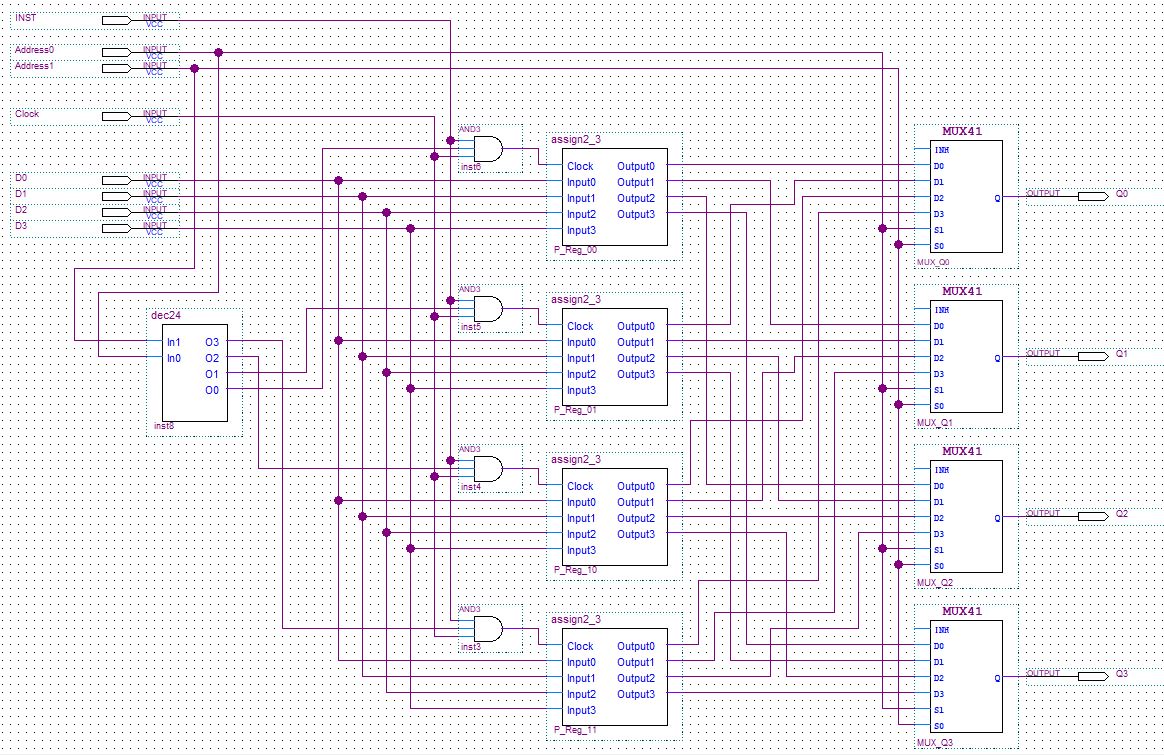 INST INPUT VCC
Address0 INPUT VCC
Address1 INPUT VCC
Clock INPUT VCC
D0 INPUT VCC
D1 INPUT VCC
D2 INPUT VCC
D3 INPUT VCC
dec24
In1 O3
In0 O2
O1
O0
inst8
AND3
inst6
assign2_3
Clock Output0
Input0 Output1
Input1 Output2
Input2 Output3
Input3
P_Reg_00
AND3
inst5
assign2_3
Clock Output0
Input0 Output1
Input1 Output2
Input2 Output3
Input3
P_Reg_01
AND3
inst4
assign2_3
Clock Output0
Input0 Output1
Input1 Output2
Input2 Output3
Input3
P_Reg_10
AND3
inst3
assign2_3
Clock Output0
Input0 Output1
Input1 Output2
Input2 Output3
Input3
P_Reg_11
MUX41
INH
D0
D1
D2 Q OUTPUT Q0
D3
S1
S0
MUX_Q0
MUX41
INH
D0
D1
D2 Q OUTPUT Q1
D3
S1
S0
MUX_Q1
MUX41
INH
D0
D1
D2 Q OUTPUT Q2
D3
S1
S0
MUX_Q2
MUX41
INH
D0
D1
D2 Q OUTPUT Q3
D3
S1
S0
MUX_Q3